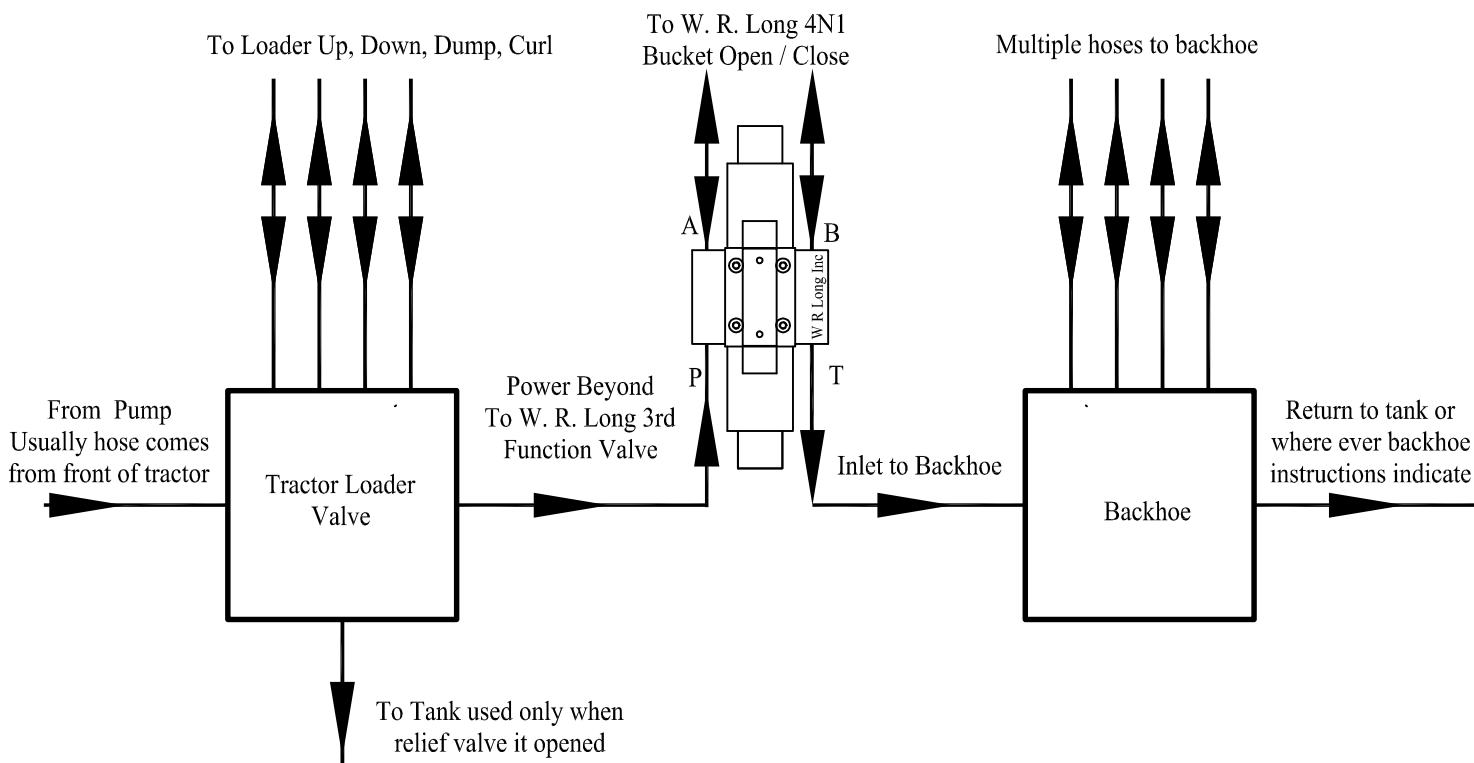 To Loader Up, Down, Dump, Curl
To W. R. Long 4N1
Bucket Open / Close
Multiple hoses to backhoe
A
B
W R Long Inc
P
T
From Pump
Usually hose comes
from front of tractor
Tractor Loader
Valve
Power Beyond
To W. R. Long 3rd
Function Valve
Inlet to Backhoe
Backhoe
Return to tank or
where ever backhoe
instructions indicate
To Tank used only when
relief valve it opened